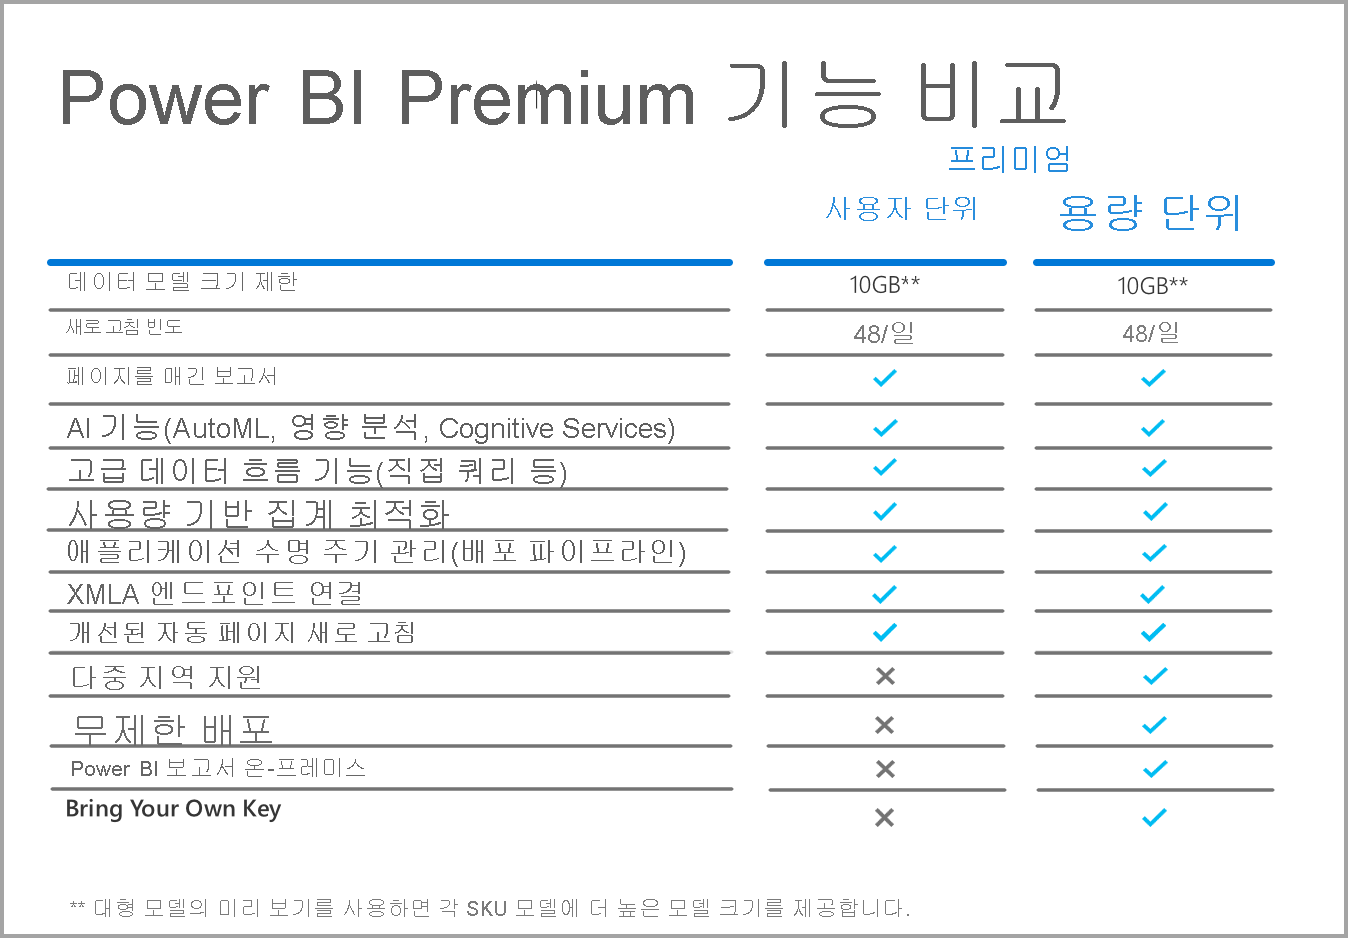 Power BI Premium 기능 비교
프리미엄
사용자 단위 용량 단위
데이터 모델 크기 제한 10GB** 10GB**
새로 고침 빈도 48/일 48/일
페이지를 매긴 보고서
AI 기능(AutoML, 영향 분석, Cognitive Services)
고급 데이터 흐름 기능(직접 쿼리 등)
사용량 기반 집계 최적화
애플리케이션 수명 주기 관리(배포 파이프라인)
XMLA 엔드포인트 연결
개선된 자동 페이지 새로 고침
다중 지역 지원
무제한 배포
Power BI 보고서 온-프레미스
Bring Your Own Key
** 대형 모델의 미리 보기를 사용하면 각 SKU 모델에 더 높은 모델 크기를 제공합니다.